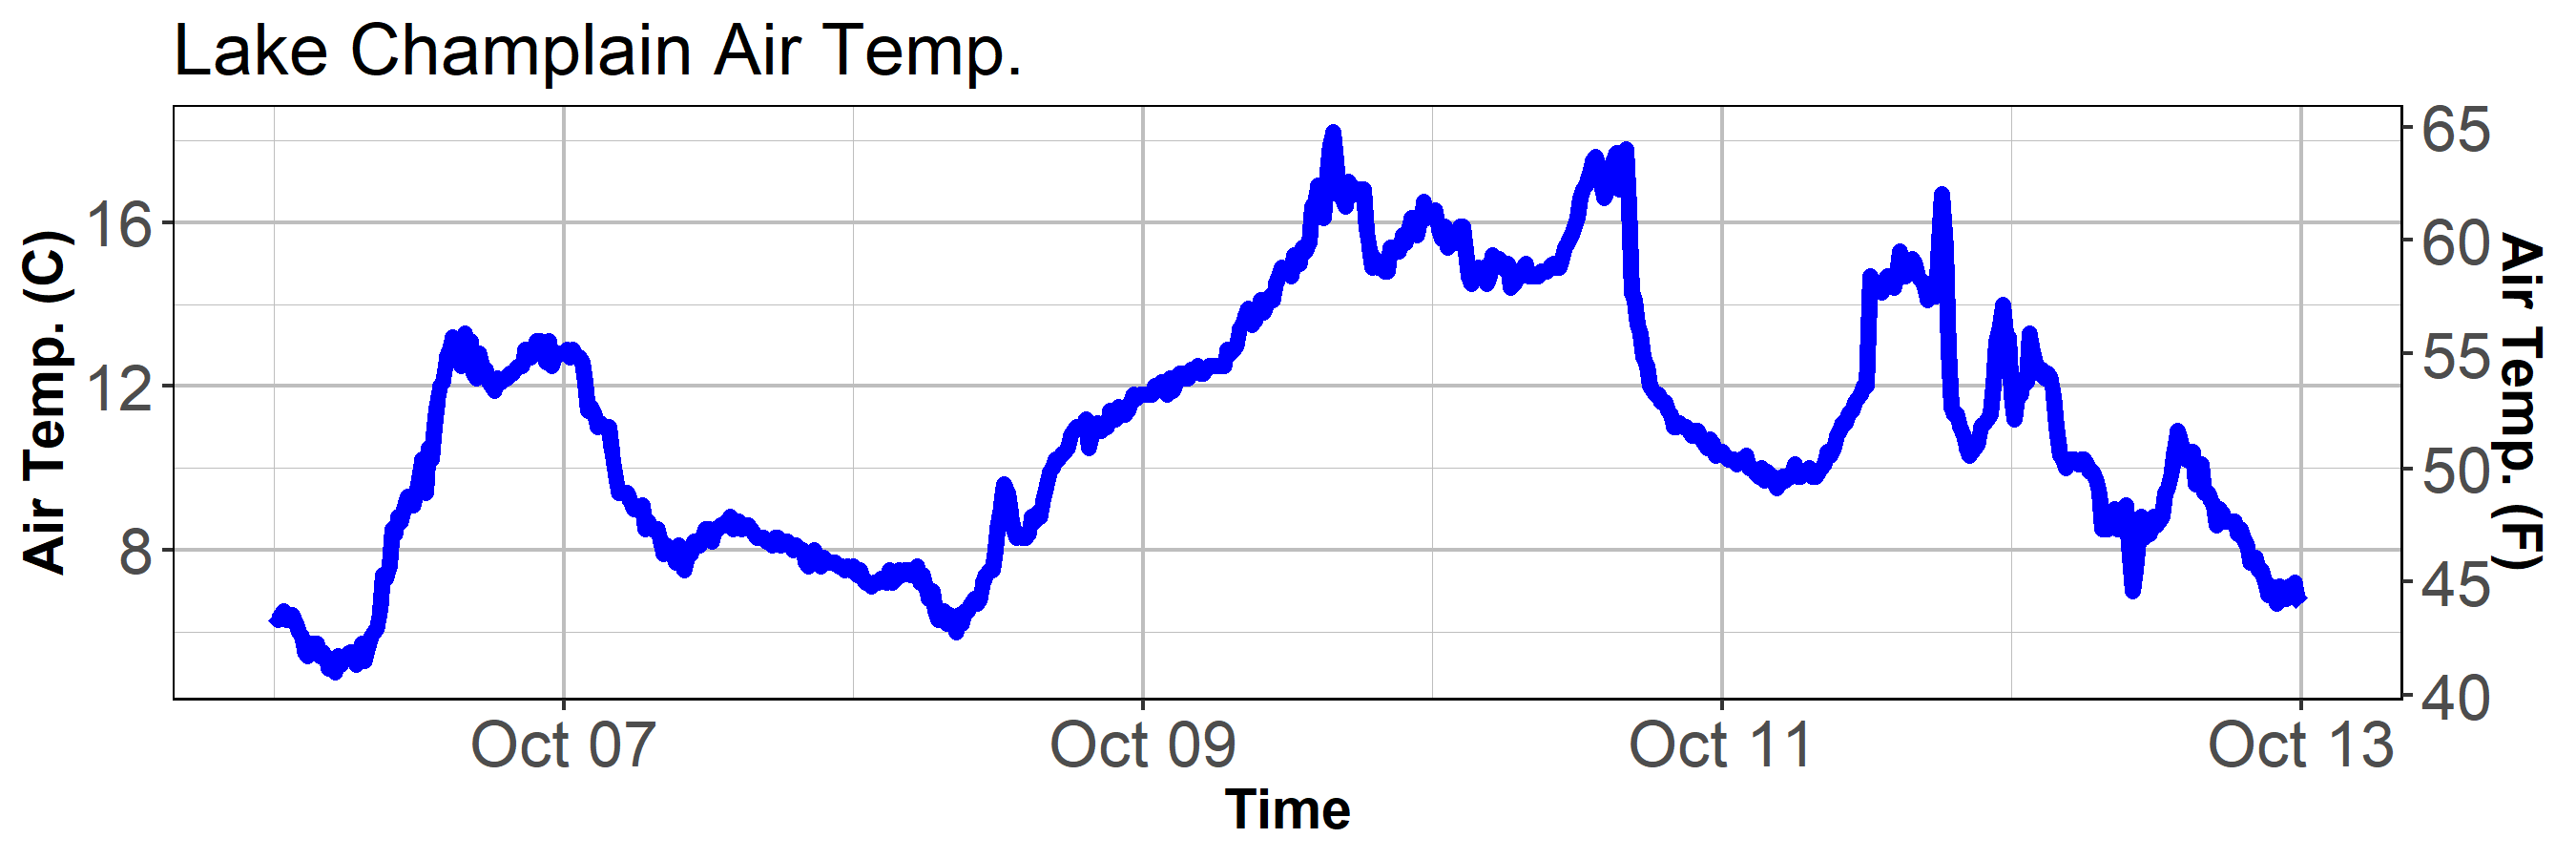 Lake Champlain Air Temp.
Air Temp. (C)
16
12
8
65
60
55
50
45
40
Air Temp. (F)
Oct 07
Oct 09
Oct 11
Oct 13
Time